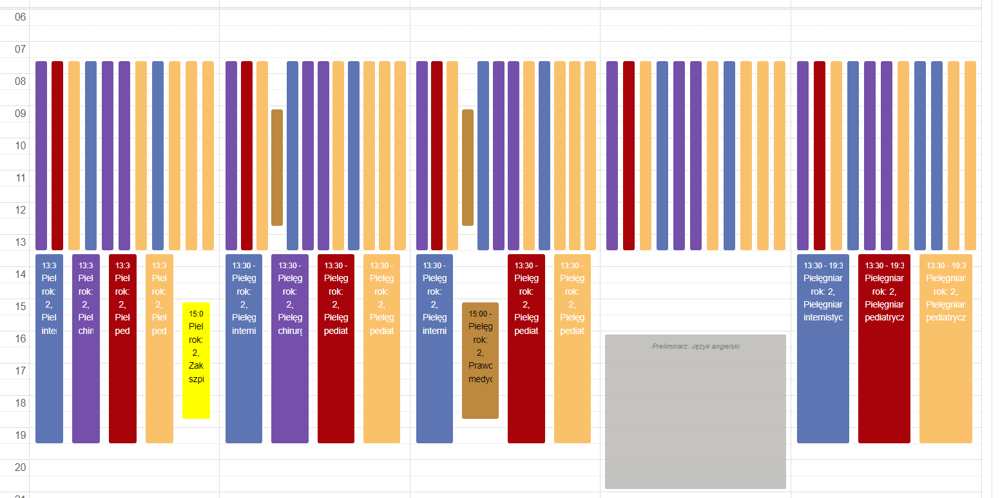 06
07
08
09
10
11
12
13
14
15
16
17
18
19
20
13:3
Piel
rok:
2,
Piel
inte
13:3
Piel
rok:
2,
Piel
chir
13:3
Piel
rok:
2,
Piel
ped
13:3
Piel
rok:
2,
Piel
ped
15:0
Piel
rok:
2,
Zak
szpi
13:30 -
Pielęg
rok:
2,
Pielęg
interni
13:30 -
Pielęg
rok:
2,
Pielęg
chirurg
13:30 -
Pielęg
rok:
2,
Pielęg
pediat
13:30 -
Pielęg
rok:
2,
Pielęg
pediat
13:30 -
Pielęg
rok:
2,
Pielęg
interni
15:00 -
Pielęg
rok:
2,
Prawo
medyc
13:30 -
Pielęg
rok:
2,
Pielęg
pediat
13:30 -
Pielęg
rok:
2,
Pielęg
pediat
Preliminarz: Język angielski
13:30 - 19:3
Pielęgniar
rok: 2,
Pielęgniar
internistyc
13:30 - 19:3
Pielęgniar
rok: 2,
Pielęgniar
pediatrycz
13:30 - 19:3
Pielęgniar
rok: 2,
Pielęgniar
pediatrycz